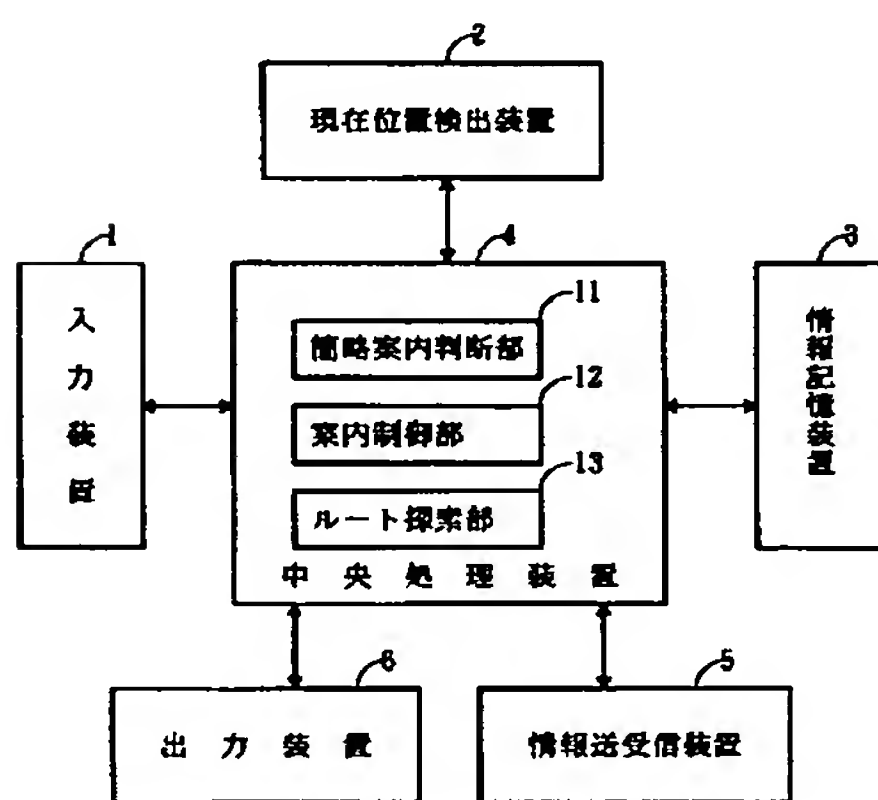 2
現在位置検出装置
1
入力装置
4
11
簡略案内判断部
12
案内制御部
13
ルート探索部
中央処理装置
3
情報記憶装置
6
出力装置
5
情報送受信装置